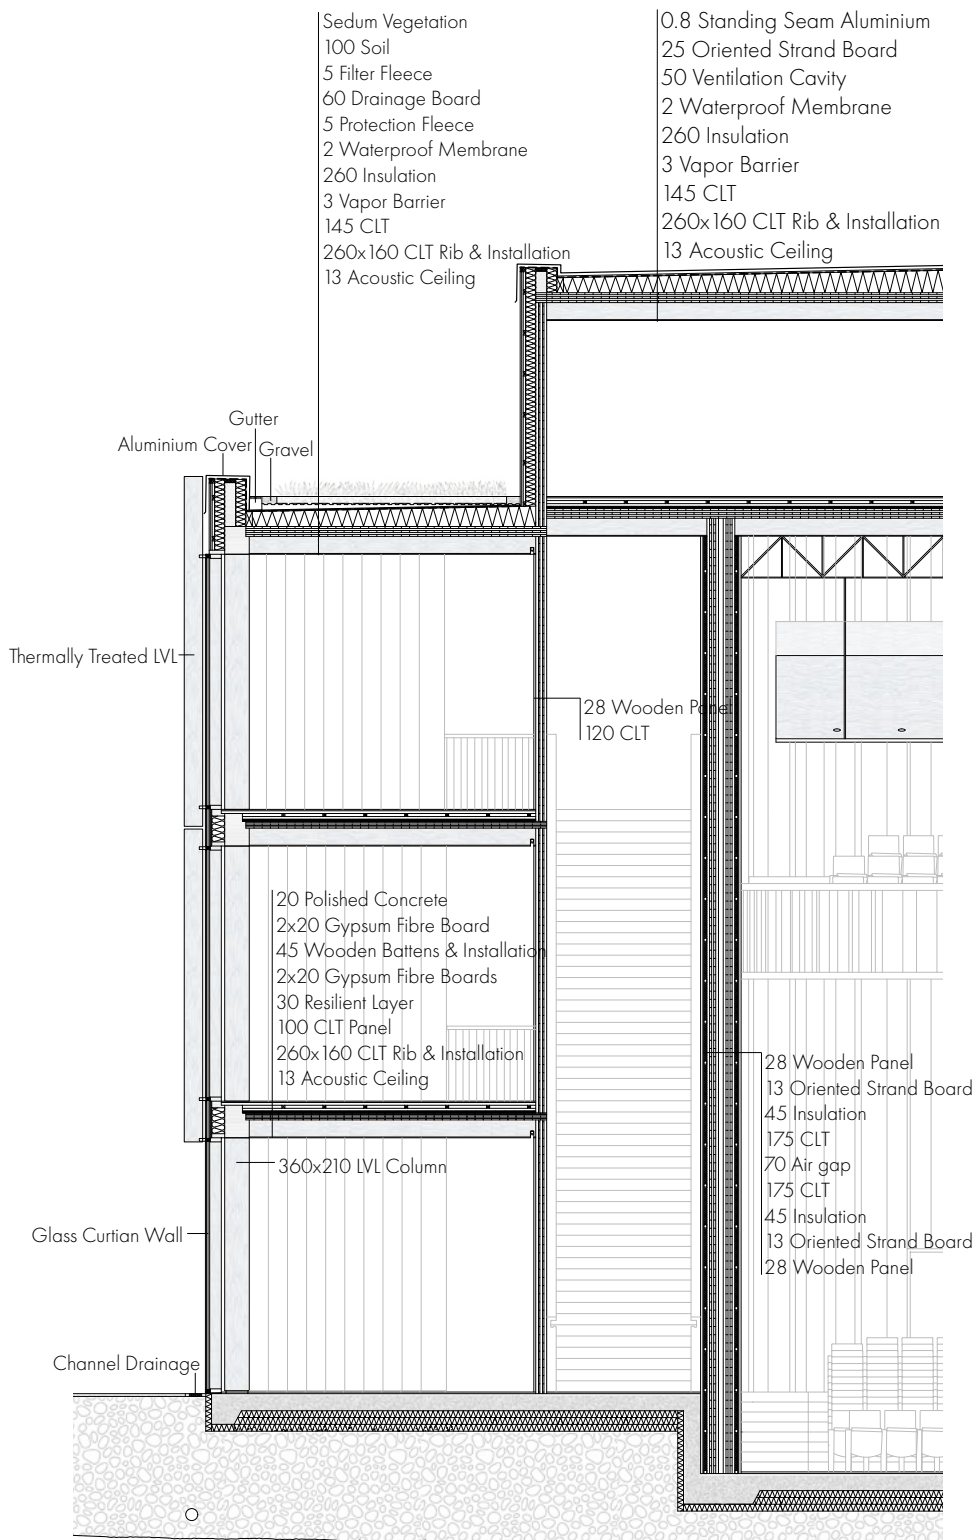 Sedum Vegetation
100 Soil
5 Filter Fleece
60 Drainage Board
5 Protection Fleece
2 Waterproof Membrane
260 Insulation
3 Vapor Barrier
145 CLT
260x160 CLT Rib & Installation
13 Acoustic Ceiling
0.8 Standing Seam Aluminium
25 Oriented Strand Board
50 Ventilation Cavity
2 Waterproof Membrane
260 Insulation
3 Vapor Barrier
145 CLT
260x160 CLT Rib & Installation
13 Acoustic Ceiling
Gutter
Aluminium Cover
Gravel
Thermally Treated LVL
28 Wooden Panel
120 CLT
20 Polished Concrete
2x20 Gypsum Fibre Board
45 Wooden Battens & Installation
2x20 Gypsum Fibre Boards
30 Resilient Layer
100 CLT Panel
260x160 CLT Rib & Installation
13 Acoustic Ceiling
28 Wooden Panel
13 Oriented Strand Board
45 Insulation
175 CLT
70 Air gap
175 CLT
45 Insulation
13 Oriented Strand Board
28 Wooden Panel
360x210 LVL Column
Glass Curtian Wall
Channel Drainage